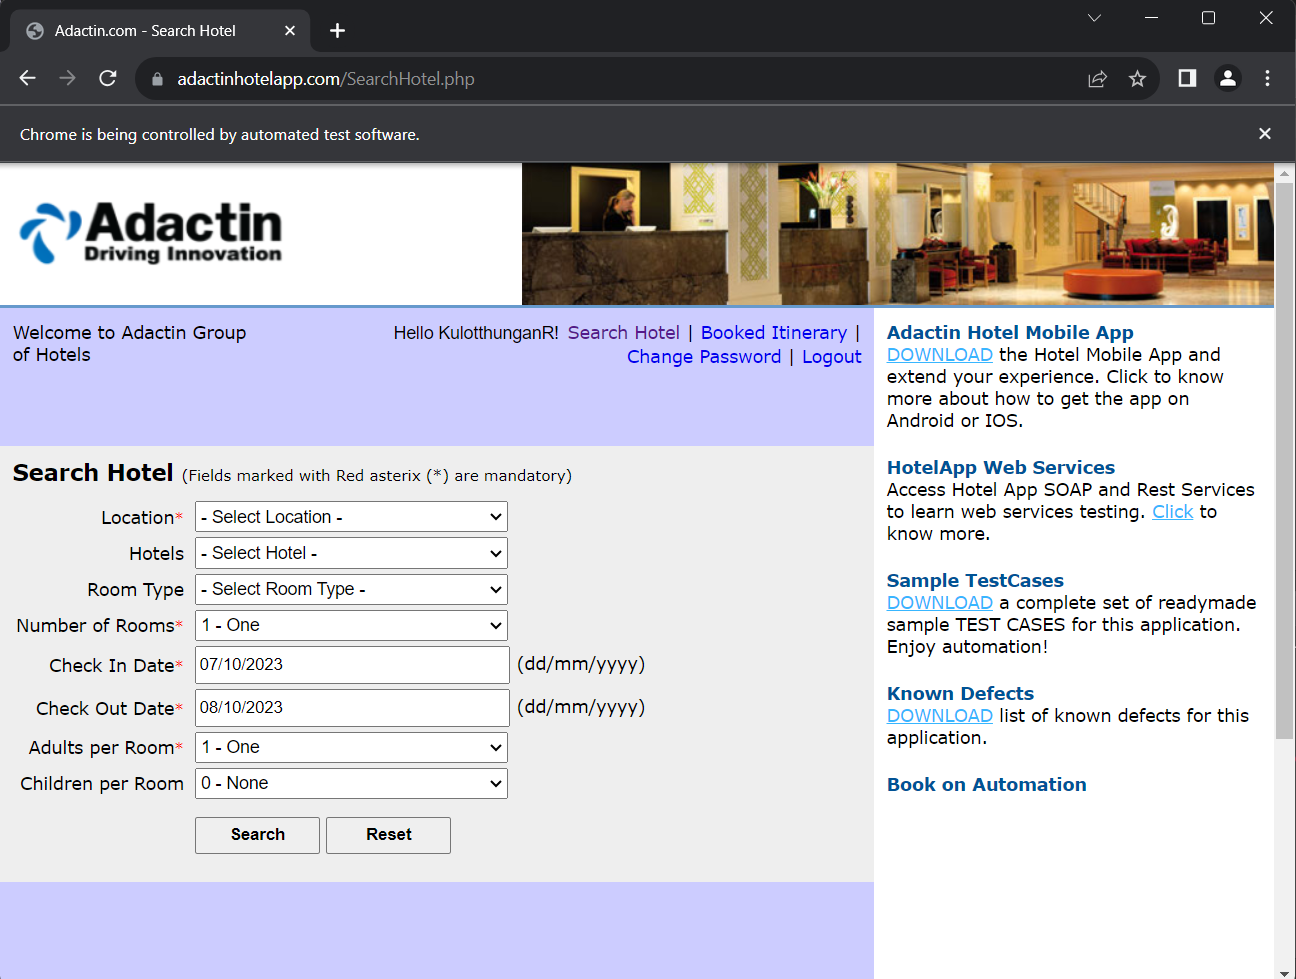 Adactin.com - Search Hotel
adactinhotelapp.com/SearchHotel.php
Chrome is being controlled by automated test software.
Adactin
Driving Innovation
Welcome to Adactin Group
of Hotels
Hello KulotthunganR! Search Hotel | Booked Itinerary |
Change Password | Logout
Search Hotel (Fields marked with Red asterix (*) are mandatory)
Location* - Select Location -
Hotels - Select Hotel -
Room Type - Select Room Type -
Number of Rooms* 1 - One
Check In Date* 07/10/2023 (dd/mm/yyyy)
Check Out Date* 08/10/2023 (dd/mm/yyyy)
Adults per Room* 1 - One
Children per Room 0 - None
Search Reset
Adactin Hotel Mobile App
DOWNLOAD the Hotel Mobile App and
extend your experience. Click to know
more about how to get the app on
Android or IOS.
HotelApp Web Services
Access Hotel App SOAP and Rest Services
to learn web services testing. Click to
know more.
Sample TestCases
DOWNLOAD a complete set of readymade
sample TEST CASES for this application.
Enjoy automation!
Known Defects
DOWNLOAD list of known defects for this
application.
Book on Automation